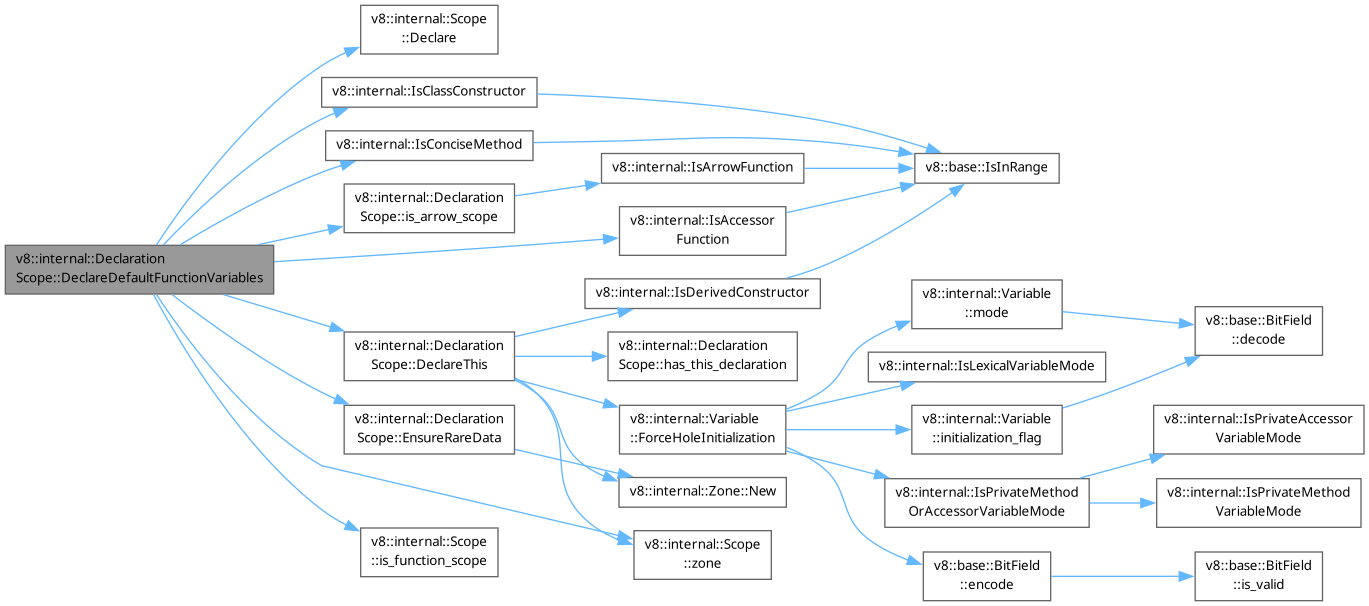 v8::internal::Declaration
Scope::DeclareDefaultFunctionVariables
v8::internal::Scope
::Declare
v8::internal::IsClassConstructor
v8::internal::IsConciseMethod
v8::internal::Declaration
Scope::is_arrow_scope
v8::internal::Declaration
Scope::DeclareThis
v8::internal::Declaration
Scope::EnsureRareData
v8::internal::Scope
::is_function_scope
v8::internal::IsArrowFunction
v8::internal::IsAccessor
Function
v8::internal::IsDerivedConstructor
v8::internal::Declaration
Scope::has_this_declaration
v8::internal::Variable
::ForceHoleInitialization
v8::internal::Zone::New
v8::internal::Scope
::zone
v8::base::IsInRange
v8::internal::Variable
::mode
v8::internal::IsLexicalVariableMode
v8::internal::Variable
::initialization_flag
v8::internal::IsPrivateMethod
OrAccessorVariableMode
v8::base::BitField
::encode
v8::base::BitField
::decode
v8::internal::IsPrivateAccessor
VariableMode
v8::internal::IsPrivateMethod
VariableMode
v8::base::BitField
::is_valid